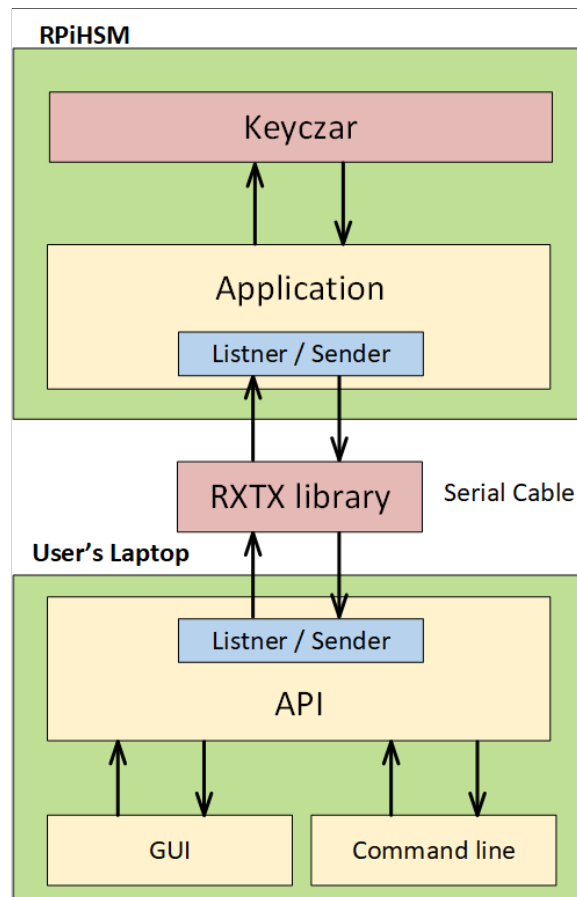 RPiHSM
Keyczar
Application
Listner / Sender
RXTX library
Serial Cable
User’s Laptop
Listner / Sender
API
GUI
Command line